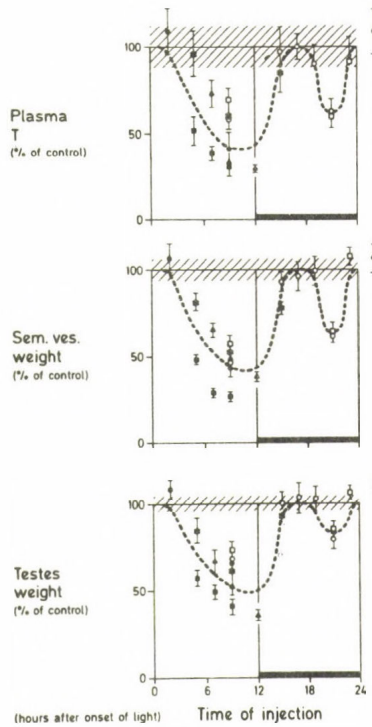 100
Plasma
T
(% of control)
50
0
100
Sem. ves.
weight
(% of control)
50
0
100
Testes
weight
(% of control)
50
0
0 6 12 18 24
(hours after onset of light) Time of injection